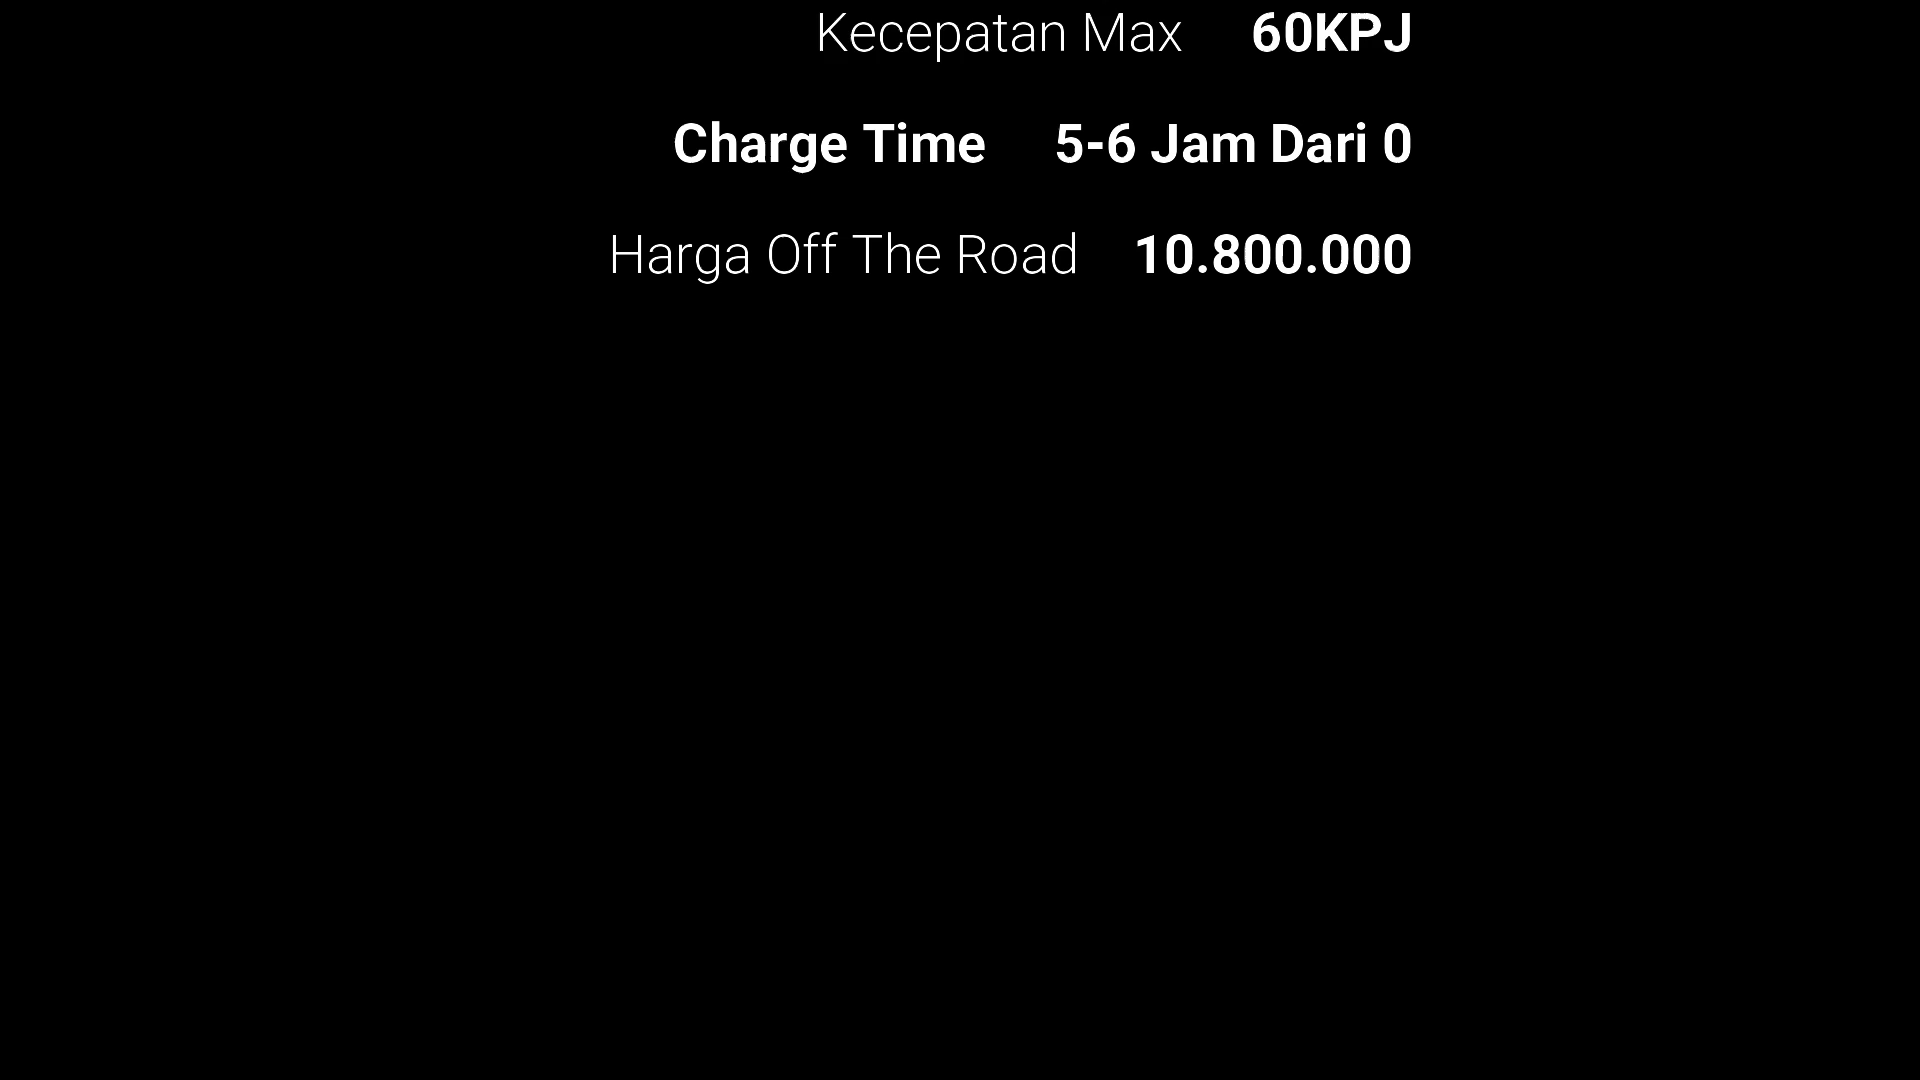 Kecepatan Max 60KPJ
Charge Time 5-6 Jam Dari 0
Harga Off The Road 10.800.000